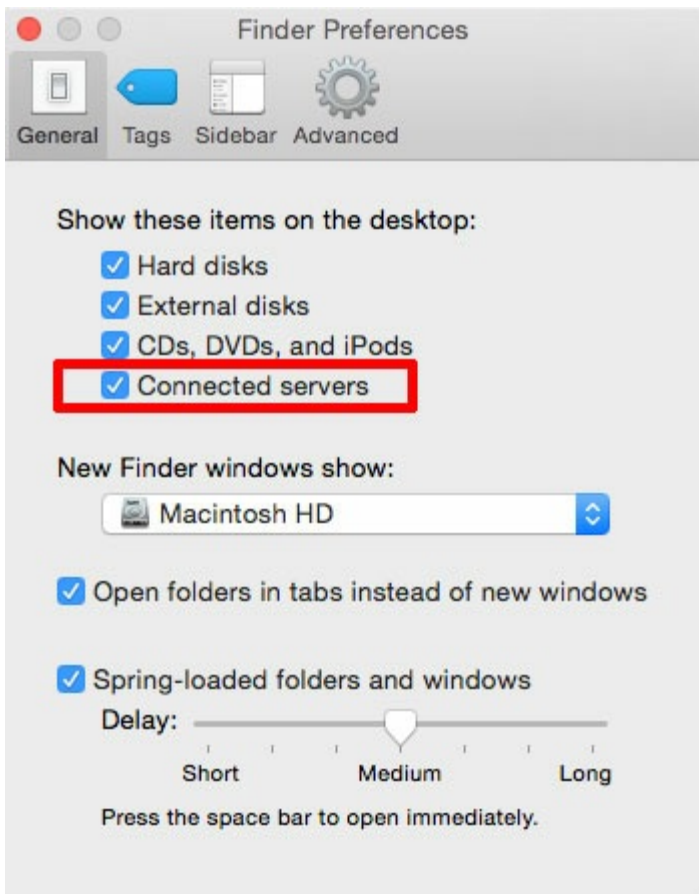 Finder Preferences
General Tags Sidebar Advanced
Show these items on the desktop:
Hard disks
External disks
CDs, DVDs, and iPods
Connected servers
New Finder windows show:
Macintosh HD
Open folders in tabs instead of new windows
Spring-loaded folders and windows
Delay:
Short Medium Long
Press the space bar to open immediately.